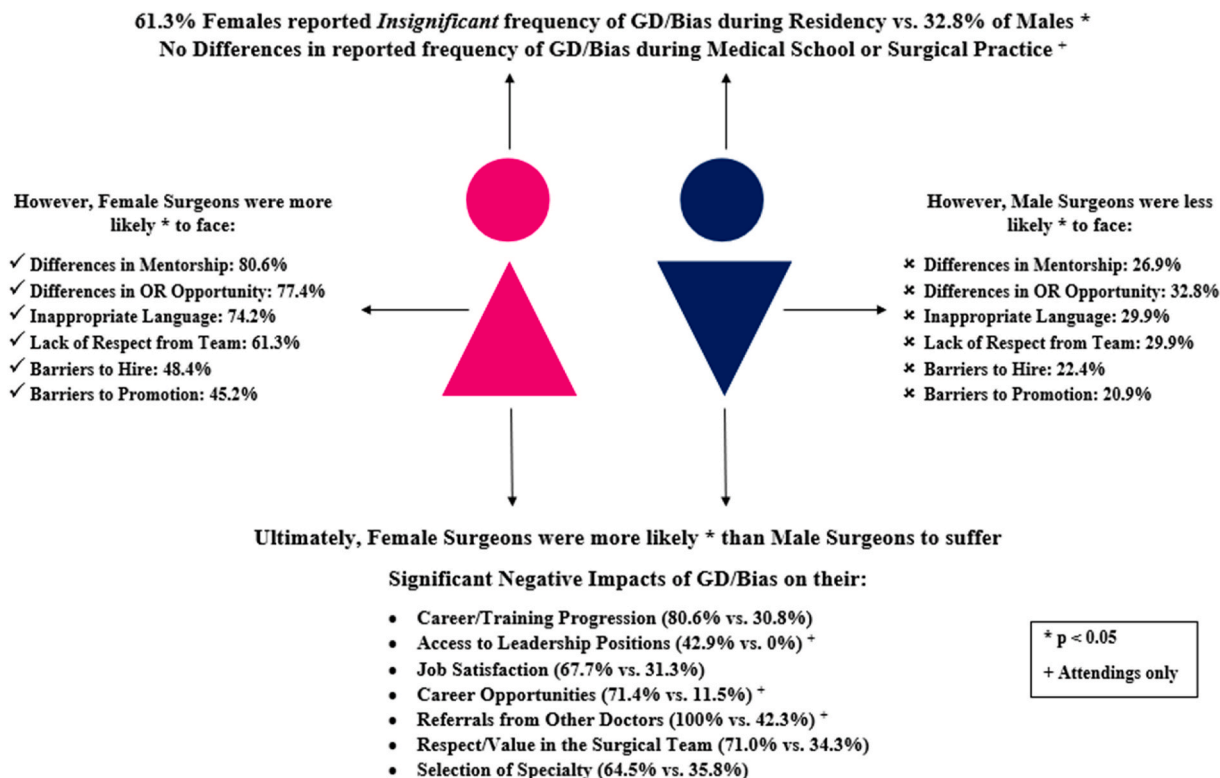 61.3% Females reported Insignificant frequency of GD/Bias during Residency vs. 32.8% of Males *
No Differences in reported frequency of GD/Bias during Medical School or Surgical Practice +
However, Female Surgeons were more
likely * to face:
✓ Differences in Mentorship: 80.6%
✓ Differences in OR Opportunity: 77.4%
✓ Inappropriate Language: 74.2%
✓ Lack of Respect from Team: 61.3%
✓ Barriers to Hire: 48.4%
✓ Barriers to Promotion: 45.2%
However, Male Surgeons were less
likely * to face:
× Differences in Mentorship: 26.9%
× Differences in OR Opportunity: 32.8%
× Inappropriate Language: 29.9%
× Lack of Respect from Team: 29.9%
× Barriers to Hire: 22.4%
× Barriers to Promotion: 20.9%
Ultimately, Female Surgeons were more likely * than Male Surgeons to suffer
Significant Negative Impacts of GD/Bias on their:
• Career/Training Progression (80.6% vs. 30.8%)
• Access to Leadership Positions (42.9% vs. 0%) +
• Job Satisfaction (67.7% vs. 31.3%)
• Career Opportunities (71.4% vs. 11.5%) +
• Referrals from Other Doctors (100% vs. 42.3%) +
• Respect/Value in the Surgical Team (71.0% vs. 34.3%)
• Selection of Specialty (64.5% vs. 35.8%)
* p < 0.05
+ Attendings only